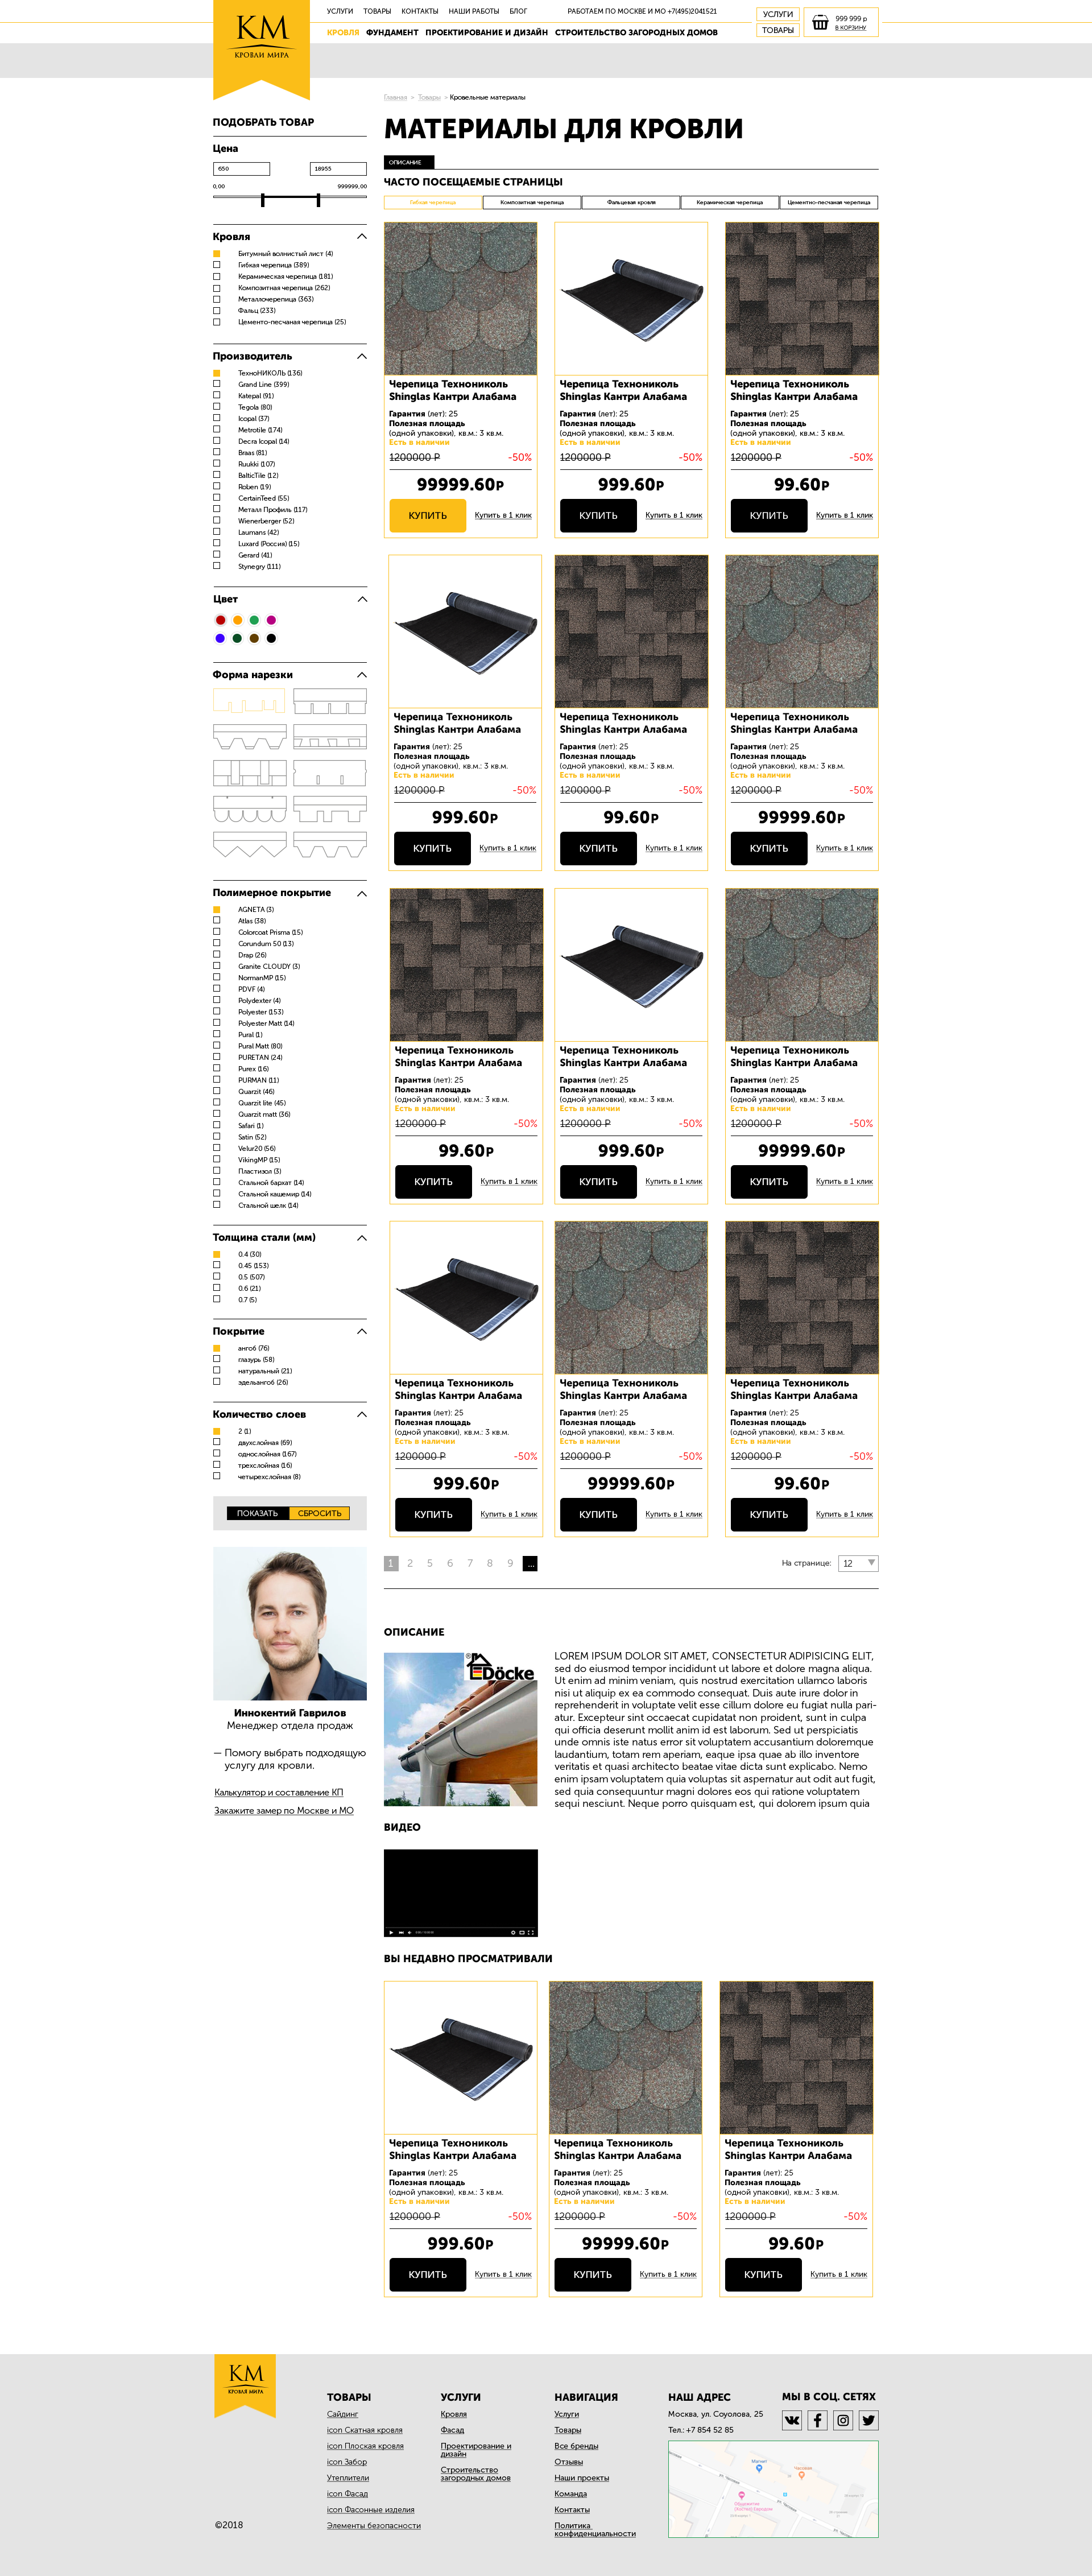 KM
КРОВЛИ МИРА
УСЛУГИ ТОВАРЫ КОНТАКТЫ НАШИ РАБОТЫ БЛОГ РАБОТАЕМ ПО МОСКВЕ И МО +7(495)2041521
КРОВЛЯ ФУНДАМЕНТ ПРОЕКТИРОВАНИЕ И ДИЗАЙН СТРОИТЕЛЬСТВО ЗАГОРОДНЫХ ДОМОВ
УСЛУГИ
ТОВАРЫ
999 999 р
В КОРЗИНУ
Главная > Товары > Кровельные материалы
МАТЕРИАЛЫ ДЛЯ КРОВЛИ
ОПИСАНИЕ
ЧАСТО ПОСЕЩАЕМЫЕ СТРАНИЦЫ
Гибкая черепица Композитная черепица Фальцевая кровля Керамическая черепица Цементно-песчаная черепица
ПОДОБРАТЬ ТОВАР
Цена
650 18955
0,00 999999,00
Кровля
Битумный волнистый лист (4)
Гибкая черепица (389)
Керамическая черепица (181)
Композитная черепица (262)
Металлочерепица (363)
Фальц (233)
Цементо-песчаная черепица (25)
Производитель
ТехноНИКОЛЬ (136)
Grand Line (399)
Katepal (91)
Tegola (80)
Icopal (37)
Metrotile (174)
Decra Icopal (14)
Braas (81)
Ruukki (107)
BalticTile (12)
Roben (19)
CertainTeed (55)
Металл Профиль (117)
Wienerberger (52)
Laumans (42)
Luxard (Россия) (15)
Gerard (41)
Stynegry (111)
Цвет
Форма нарезки
Полимерное покрытие
AGNETA (3)
Atlas (38)
Colorcoat Prisma (15)
Corundum 50 (13)
Drap (26)
Granite CLOUDY (3)
NormanMP (15)
PDVF (4)
Polydexter (4)
Polyester (153)
Polyester Matt (14)
Pural (1)
Pural Matt (80)
PURETAN (24)
Purex (16)
PURMAN (11)
Quarzit (46)
Quarzit lite (45)
Quarzit matt (36)
Safari (1)
Satin (52)
Velur20 (56)
VikingMP (15)
Пластизол (3)
Стальной бархат (14)
Стальной кашемир (14)
Стальной шелк (14)
Толщина стали (мм)
0.4 (30)
0.45 (153)
0.5 (507)
0.6 (21)
0.7 (5)
Покрытие
ангоб (76)
глазурь (58)
натуральный (21)
эдельангоб (26)
Количество слоев
2 (1)
двухслойная (69)
однослойная (167)
трехслойная (16)
четырехслойная (8)
ПОКАЗАТЬ СБРОСИТЬ
Иннокентий Гаврилов
Менеджер отдела продаж
— Помогу выбрать подходящую
услугу для кровли.
Калькулятор и составление КП
Закажите замер по Москве и МО
Черепица Технониколь Черепица Технониколь Черепица Технониколь
Shinglas Кантри Алабама Shinglas Кантри Алабама Shinglas Кантри Алабама
Гарантия (лет): 25 Гарантия (лет): 25 Гарантия (лет): 25
Полезная площадь Полезная площадь Полезная площадь
(одной упаковки), кв.м.: 3 кв.м. (одной упаковки), кв.м.: 3 кв.м. (одной упаковки), кв.м.: 3 кв.м.
Есть в наличии Есть в наличии Есть в наличии
1200000 Р -50% 1200000 Р -50% 1200000 Р -50%
99999.60Р 999.60Р 99.60Р
КУПИТЬ Купить в 1 клик КУПИТЬ Купить в 1 клик КУПИТЬ Купить в 1 клик
Черепица Технониколь Черепица Технониколь Черепица Технониколь
Shinglas Кантри Алабама Shinglas Кантри Алабама Shinglas Кантри Алабама
Гарантия (лет): 25 Гарантия (лет): 25 Гарантия (лет): 25
Полезная площадь Полезная площадь Полезная площадь
(одной упаковки), кв.м.: 3 кв.м. (одной упаковки), кв.м.: 3 кв.м. (одной упаковки), кв.м.: 3 кв.м.
Есть в наличии Есть в наличии Есть в наличии
1200000 Р -50% 1200000 Р -50% 1200000 Р -50%
999.60Р 99.60Р 99999.60Р
КУПИТЬ Купить в 1 клик КУПИТЬ Купить в 1 клик КУПИТЬ Купить в 1 клик
Черепица Технониколь Черепица Технониколь Черепица Технониколь
Shinglas Кантри Алабама Shinglas Кантри Алабама Shinglas Кантри Алабама
Гарантия (лет): 25 Гарантия (лет): 25 Гарантия (лет): 25
Полезная площадь Полезная площадь Полезная площадь
(одной упаковки), кв.м.: 3 кв.м. (одной упаковки), кв.м.: 3 кв.м. (одной упаковки), кв.м.: 3 кв.м.
Есть в наличии Есть в наличии Есть в наличии
1200000 Р -50% 1200000 Р -50% 1200000 Р -50%
99.60Р 999.60Р 99999.60Р
КУПИТЬ Купить в 1 клик КУПИТЬ Купить в 1 клик КУПИТЬ Купить в 1 клик
Черепица Технониколь Черепица Технониколь Черепица Технониколь
Shinglas Кантри Алабама Shinglas Кантри Алабама Shinglas Кантри Алабама
Гарантия (лет): 25 Гарантия (лет): 25 Гарантия (лет): 25
Полезная площадь Полезная площадь Полезная площадь
(одной упаковки), кв.м.: 3 кв.м. (одной упаковки), кв.м.: 3 кв.м. (одной упаковки), кв.м.: 3 кв.м.
Есть в наличии Есть в наличии Есть в наличии
1200000 Р -50% 1200000 Р -50% 1200000 Р -50%
999.60Р 99999.60Р 99.60Р
КУПИТЬ Купить в 1 клик КУПИТЬ Купить в 1 клик КУПИТЬ Купить в 1 клик
1 2 5 6 7 8 9 ... На странице: 12
ОПИСАНИЕ
Döcke
LOREM IPSUM DOLOR SIT AMET, CONSECTETUR ADIPISICING ELIT,
sed do eiusmod tempor incididunt ut labore et dolore magna aliqua.
Ut enim ad minim veniam, quis nostrud exercitation ullamco laboris
nisi ut aliquip ex ea commodo consequat. Duis aute irure dolor in
reprehenderit in voluptate velit esse cillum dolore eu fugiat nulla pari-
atur. Excepteur sint occaecat cupidatat non proident, sunt in culpa
qui officia deserunt mollit anim id est laborum. Sed ut perspiciatis
unde omnis iste natus error sit voluptatem accusantium doloremque
laudantium, totam rem aperiam, eaque ipsa quae ab illo inventore
veritatis et quasi architecto beatae vitae dicta sunt explicabo. Nemo
enim ipsam voluptatem quia voluptas sit aspernatur aut odit aut fugit,
sed quia consequuntur magni dolores eos qui ratione voluptatem
sequi nesciunt. Neque porro quisquam est, qui dolorem ipsum quia
ВИДЕО
ВЫ НЕДАВНО ПРОСМАТРИВАЛИ
Черепица Технониколь Черепица Технониколь Черепица Технониколь
Shinglas Кантри Алабама Shinglas Кантри Алабама Shinglas Кантри Алабама
Гарантия (лет): 25 Гарантия (лет): 25 Гарантия (лет): 25
Полезная площадь Полезная площадь Полезная площадь
(одной упаковки), кв.м.: 3 кв.м. (одной упаковки), кв.м.: 3 кв.м. (одной упаковки), кв.м.: 3 кв.м.
Есть в наличии Есть в наличии Есть в наличии
1200000 Р -50% 1200000 Р -50% 1200000 Р -50%
999.60Р 99999.60Р 99.60Р
КУПИТЬ Купить в 1 клик КУПИТЬ Купить в 1 клик КУПИТЬ Купить в 1 клик
KM
КРОВЛЯ МИРА
©2018
ТОВАРЫ
Сайдинг
icon Скатная кровля
icon Плоская кровля
icon Забор
Утеплители
icon Фасад
icon Фасонные изделия
Элементы безопасности
УСЛУГИ
Кровля
Фасад
Проектирование и
дизайн
Строительство
загородных домов
НАВИГАЦИЯ
Услуги
Товары
Все бренды
Отзывы
Наши проекты
Команда
Контакты
Политика
конфиденциальности
НАШ АДРЕС
Москва, ул. Соуолова, 25
Тел.: +7 854 52 85
МЫ В СОЦ. СЕТЯХ
Магнит
Часовая